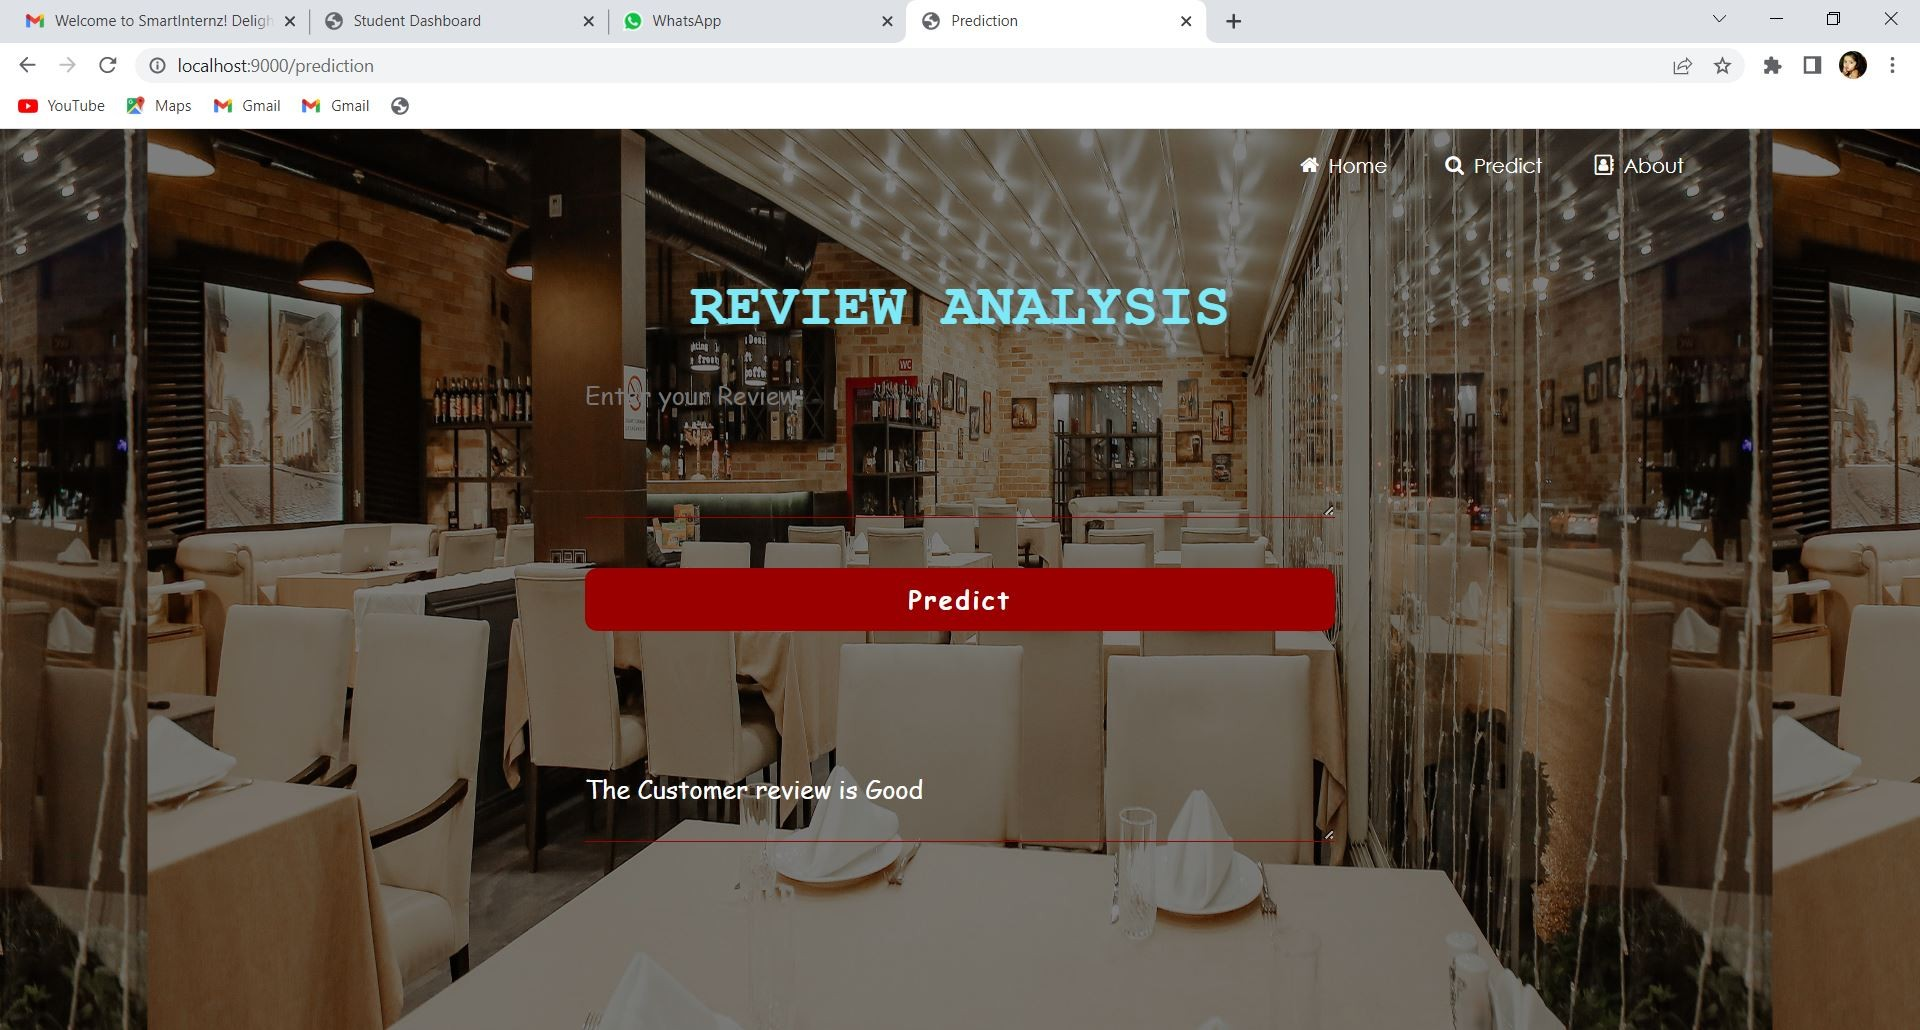 Welcome to SmartInternz! Deligh
Student Dashboard
WhatsApp
Prediction
localhost:9000/prediction
YouTube
Maps
Gmail
Gmail
Home
Predict
About
REVIEW ANALYSIS
WC
Enter your Review
Predict
The Customer review is Good